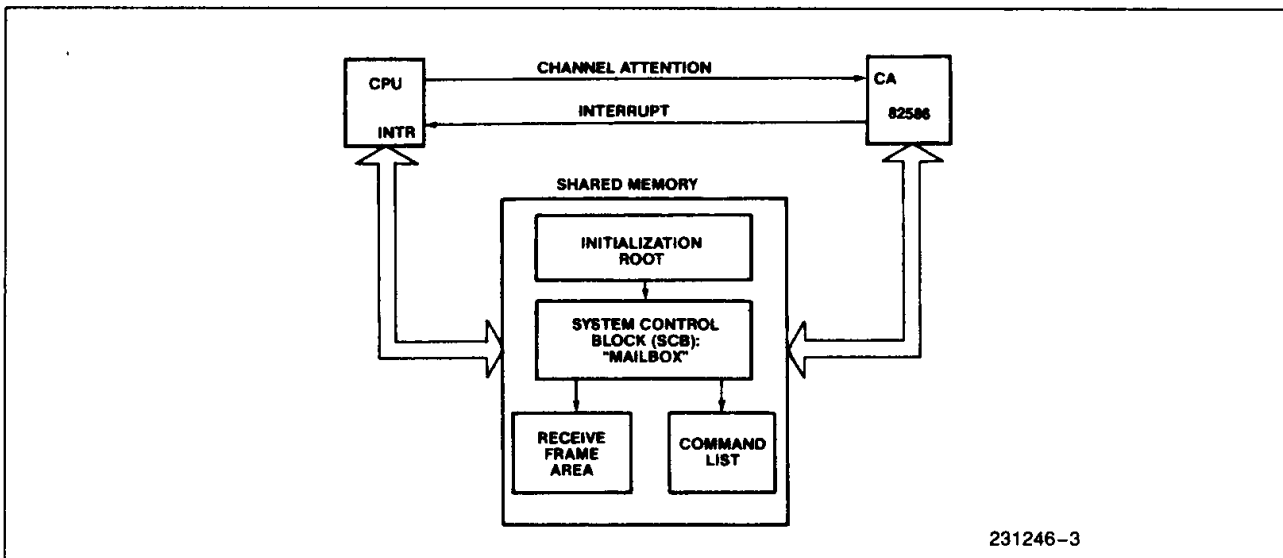 CHANNEL ATTENTION
CPU
CA
INTERRUPT
82586
INTR
SHARED MEMORY
INITIALIZATION
ROOT
SYSTEM CONTROL
BLOCK (SCB):
"MAILBOX"
RECEIVE
FRAME
AREA
COMMAND
LIST
231246-3